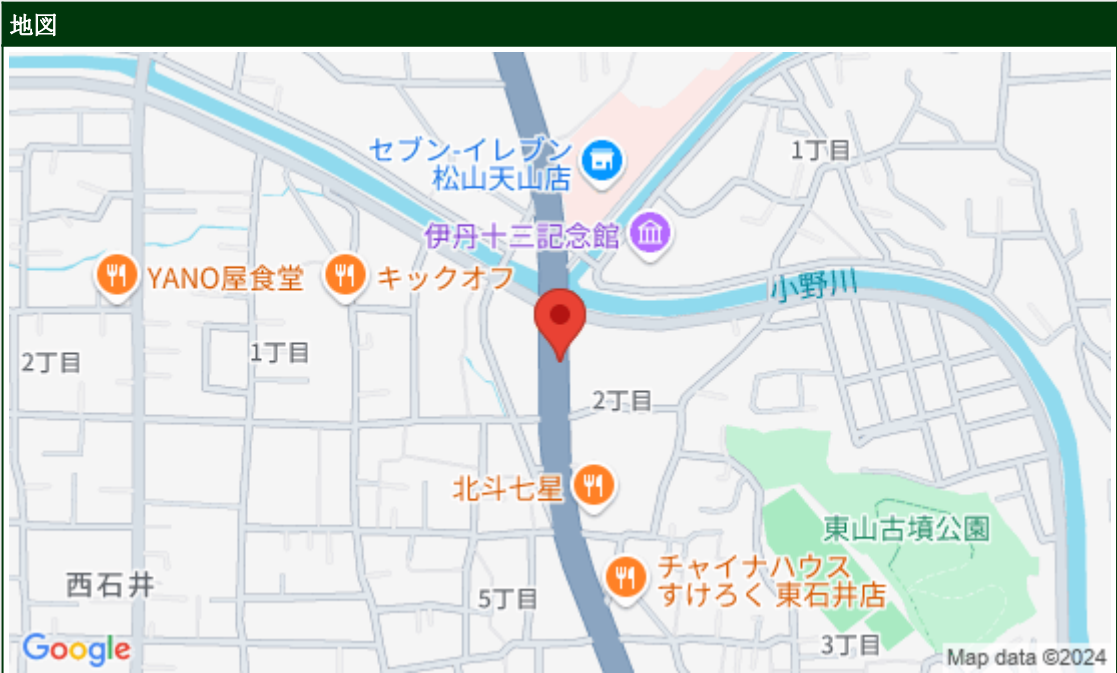 地図
セブン-イレブン
松山天山店
1丁目
伊丹十三記念館
YANO屋食堂
キックオフ
小野川
2丁目
1丁目
2丁目
北斗七星
東山古墳公園
チャイナハウス
すけろく 東石井店
西石井
5丁目
3丁目
Google
Map data ©2024